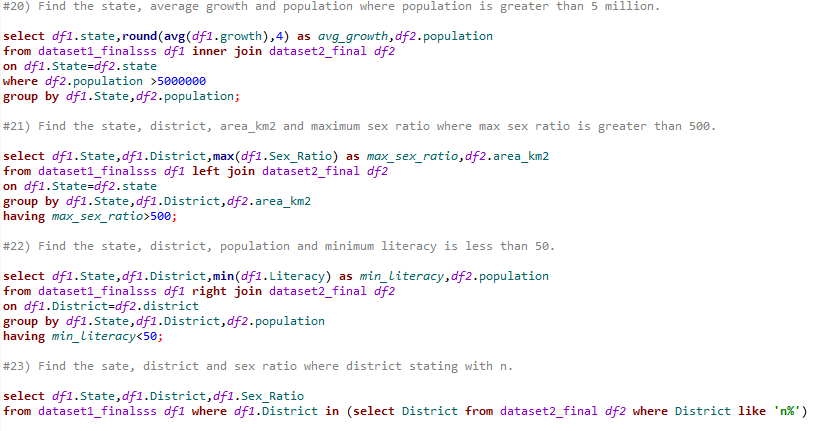 #20) Find the state, average growth and population where population is greater than 5 million.
select df1.state,round(avg(df1.growth),4) as avg_growth,df2.population
from dataset1_finalsss df1 inner join dataset2_final df2
on df1.State=df2.state
where df2.population >5000000
group by df1.State,df2.population;
#21) Find the state, district, area_km2 and maximum sex ratio where max sex ratio is greater than 500.
select df1.State,df1.District,max(df1.Sex_Ratio) as max_sex_ratio,df2.area_km2
from dataset1_finalsss df1 left join dataset2_final df2
on df1.State=df2.state
group by df1.State,df1.District,df2.area_km2
having max_sex_ratio>500;
#22) Find the state, district, population and minimum literacy is less than 50.
select df1.State,df1.District,min(df1.Literacy) as min_literacy,df2.population
from dataset1_finalsss df1 right join dataset2_final df2
on df1.District=df2.district
group by df1.State,df1.District,df2.population
having min_literacy<50;
#23) Find the sate, district and sex ratio where district stating with n.
select df1.State,df1.District,df1.Sex_Ratio
from dataset1_finalsss df1 where df1.District in (select District from dataset2_final df2 where District like 'n%')